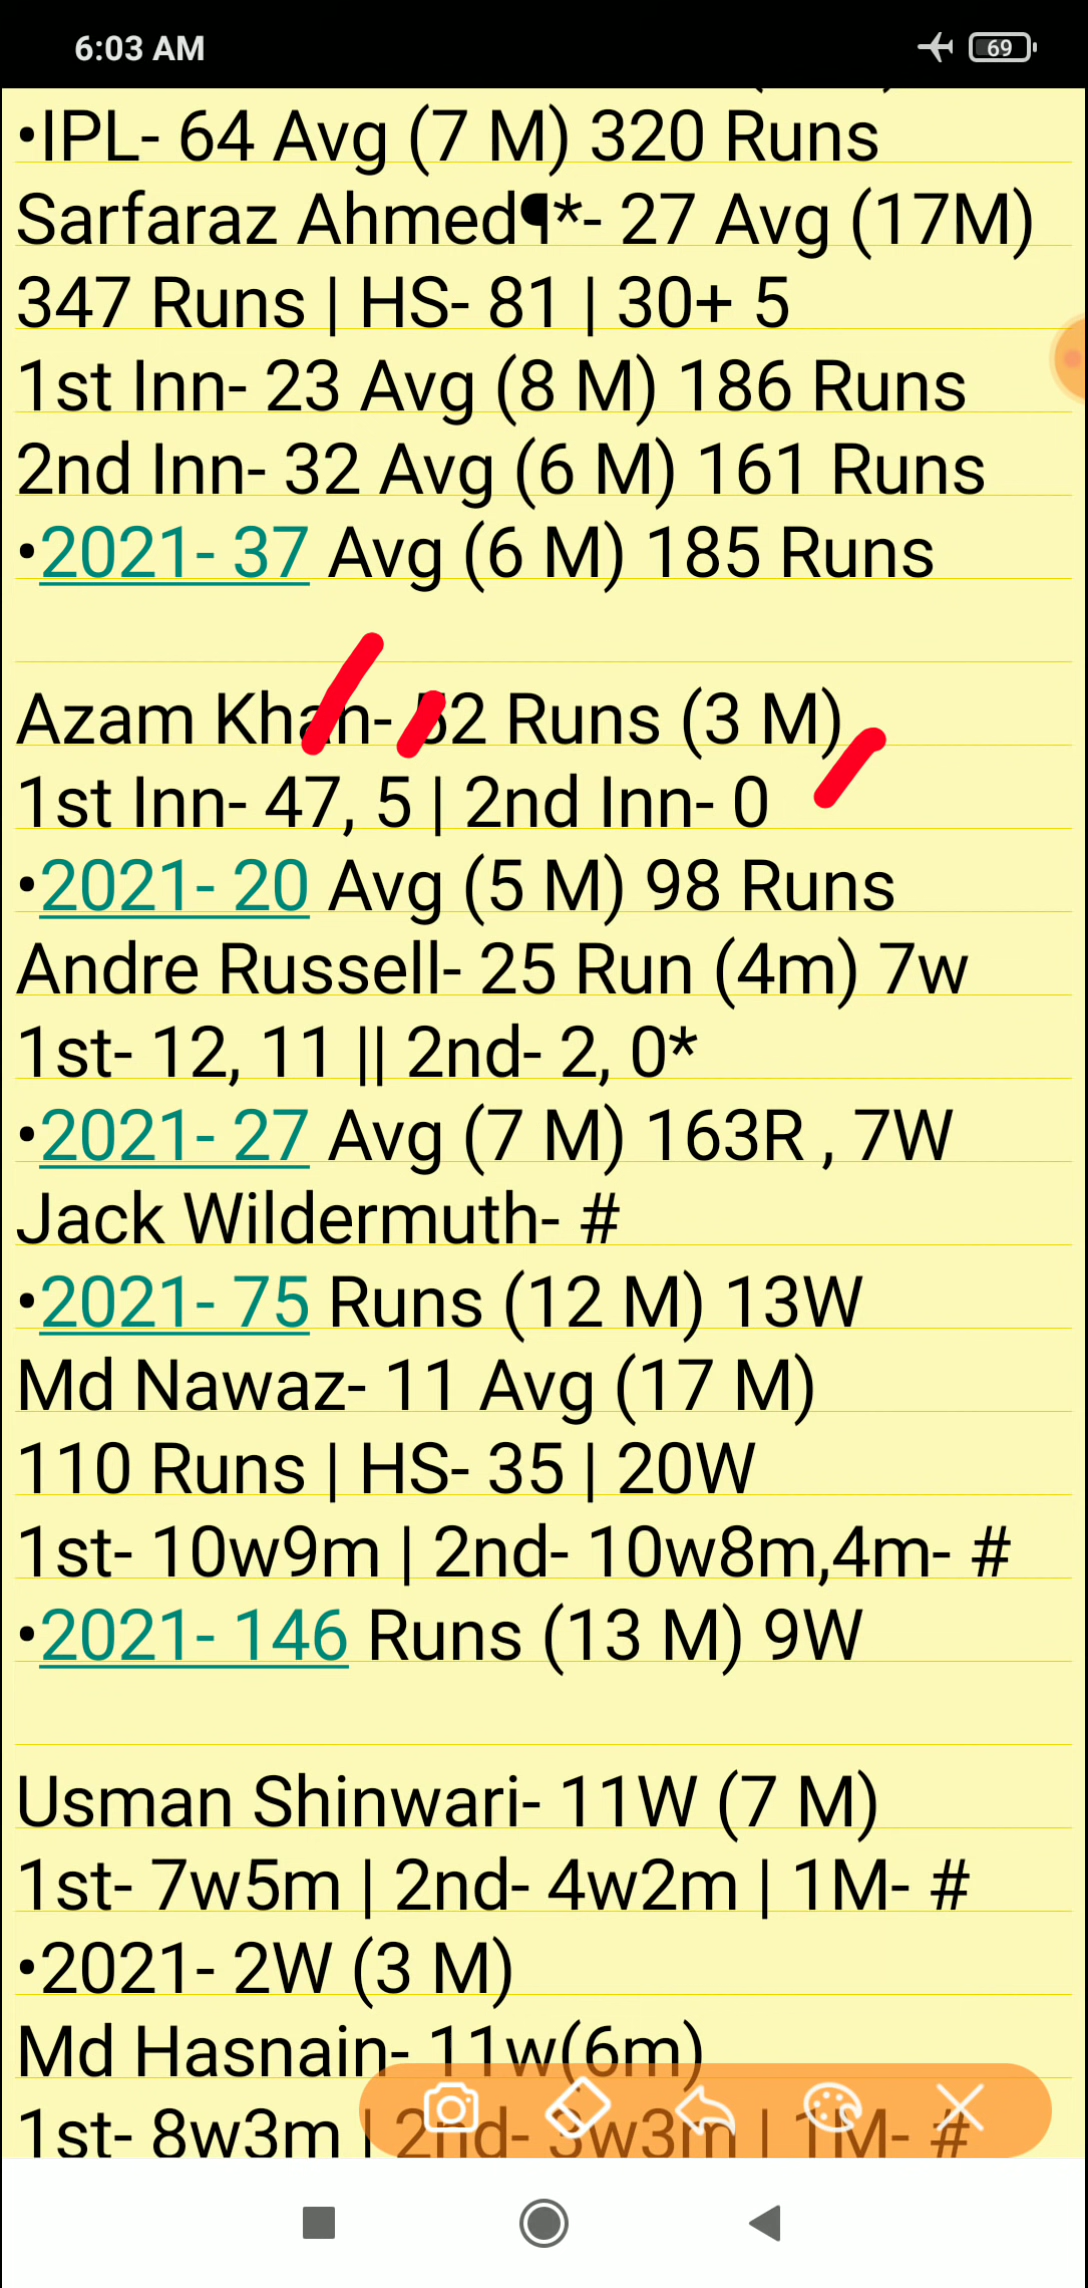 6:03 AM
69
•IPL- 64 Avg (7 M) 320 Runs
Sarfaraz Ahmed¶*- 27 Avg (17M)
347 Runs | HS- 81 | 30+ 5
1st Inn- 23 Avg (8 M) 186 Runs
2nd Inn- 32 Avg (6 M) 161 Runs
•2021- 37 Avg (6 M) 185 Runs
Azam Khan- 52 Runs (3 M)
1st Inn- 47, 5 | 2nd Inn- 0
•2021- 20 Avg (5 M) 98 Runs
Andre Russell- 25 Run (4m) 7w
1st- 12, 11 || 2nd- 2, 0*
•2021- 27 Avg (7 M) 163R , 7W
Jack Wildermuth- #
•2021- 75 Runs (12 M) 13W
Md Nawaz- 11 Avg (17 M)
110 Runs | HS- 35 | 20W
1st- 10w9m | 2nd- 10w8m,4m- #
•2021- 146 Runs (13 M) 9W
Usman Shinwari- 11W (7 M)
1st- 7w5m | 2nd- 4w2m | 1M- #
•2021- 2W (3 M)
Md Hasnain- 11w(6m)
1st- 8w3m | 2nd- 3w3m | 1M- #